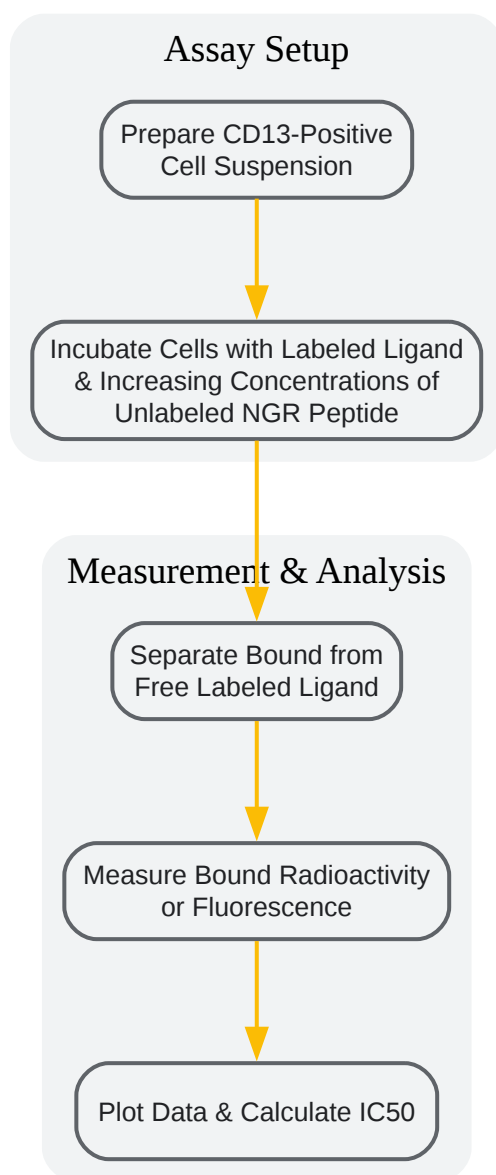 Assay Setup
Prepare CD13-Positive
Cell Suspension
Incubate Cells with Labeled Ligand
& Increasing Concentrations of
Unlabeled NGR Peptide
Measurement & Analysis
Separate Bound from
Free Labeled Ligand
Measure Bound Radioactivity
or Fluorescence
Plot Data & Calculate IC50